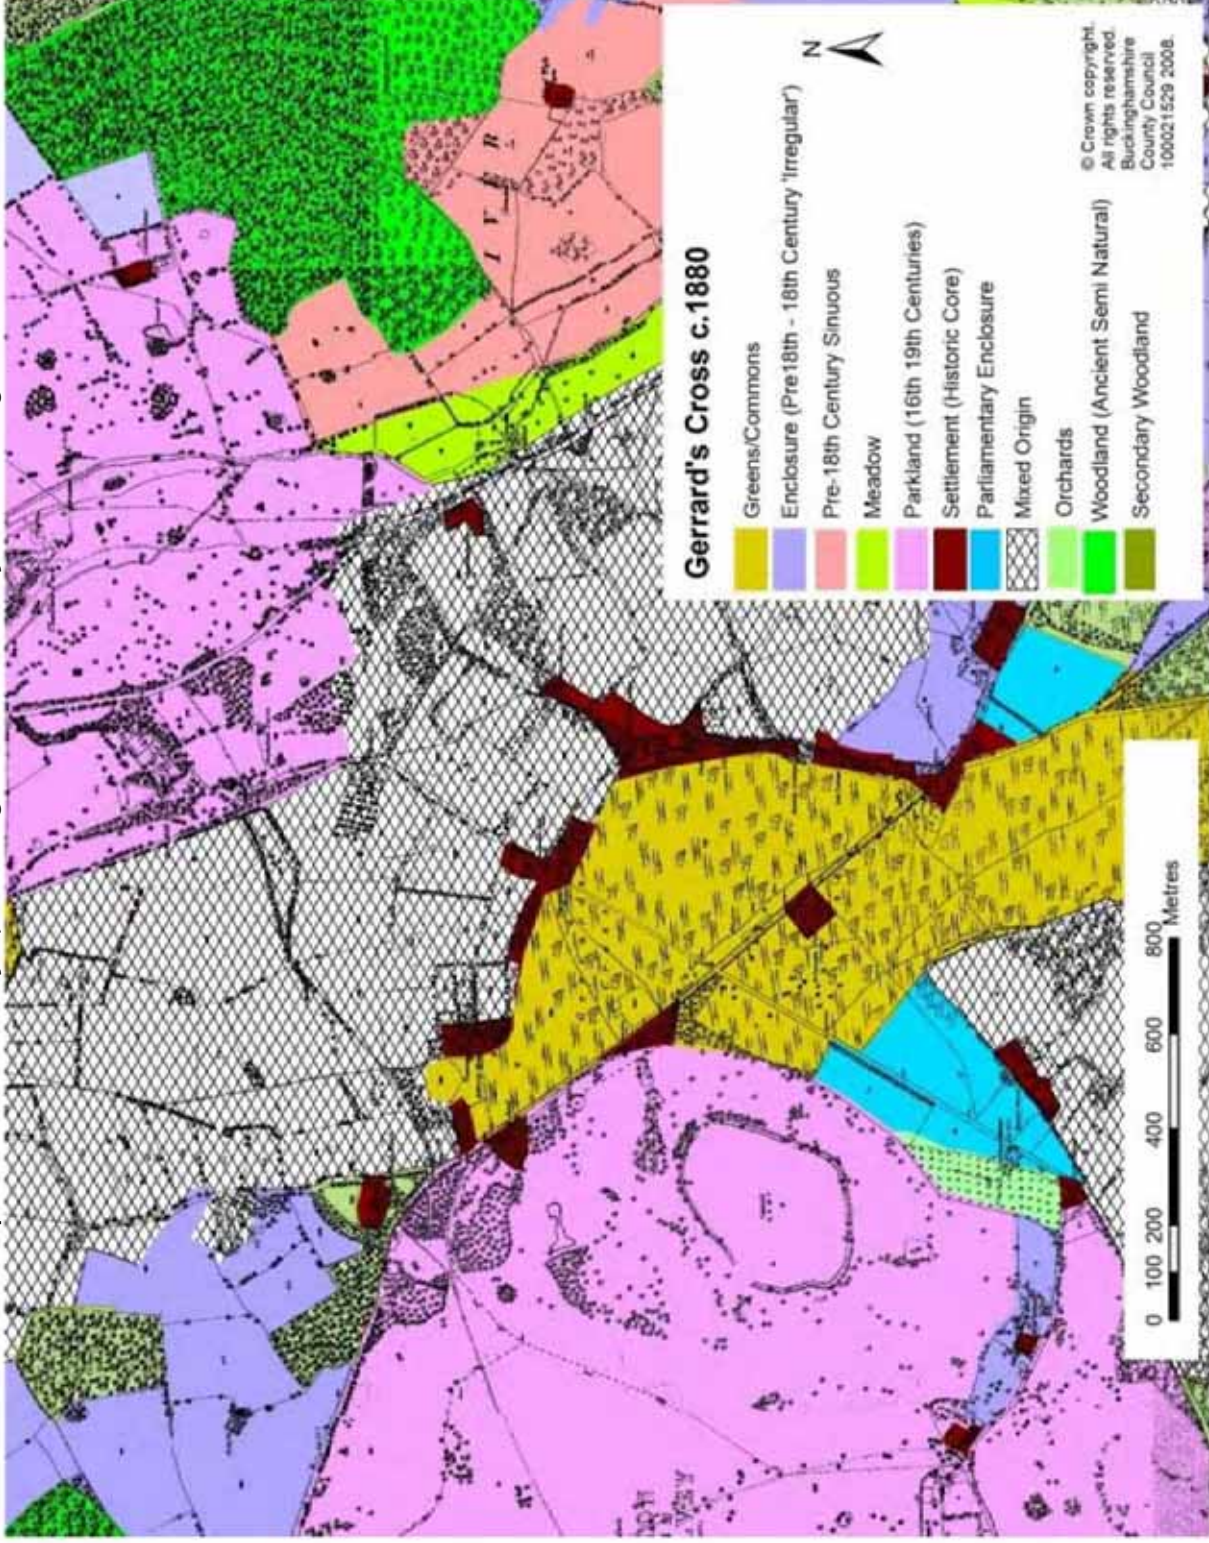 Gerrard's Cross c.1880
Greens/Commons
Enclosure (Pre18th - 18th Century 'Irregular')
Pre-18th Century Sinuous
Meadow
Parkland (16th 19th Centuries)
Settlement (Historic Core)
Parliamentary Enclosure
Mixed Origin
Orchards
Woodland (Ancient Semi Natural)
Secondary Woodland
N
© Crown copyright.
All rights reserved.
Buckinghamshire
County Council
100021529 2008.
0 100 200 400 600 800
Metres
IVER